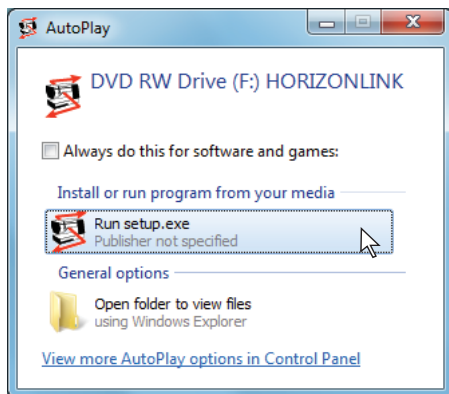 AutoPlay
DVD RW Drive (F:) HORIZONLINK
Always do this for software and games:
Install or run program from your media
Run setup.exe
Publisher not specified
General options
Open folder to view files
using Windows Explorer
View more AutoPlay options in Control Panel